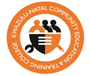 KWAZULU-NATAL COMMUNITY EDUCATION
& TRAINING COLLEGE